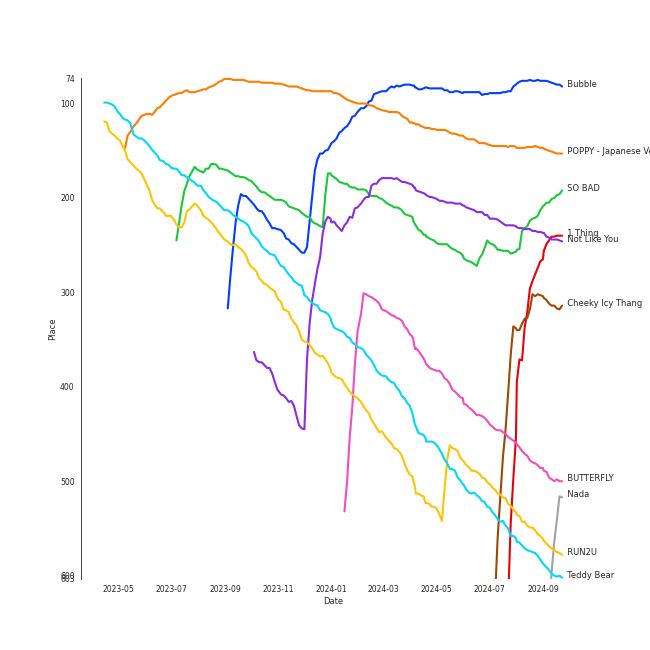 74
100
200
300
400
500
600
603
Place
2023-05
2023-07
2023-09
2023-11
2024-01
2024-03
2024-05
2024-07
2024-09
Date
Bubble
POPPY - Japanese Ve
SO BAD
1 Thing
Not Like You
Cheeky Icy Thang
BUTTERFLY
Nada
RUN2U
Teddy Bear